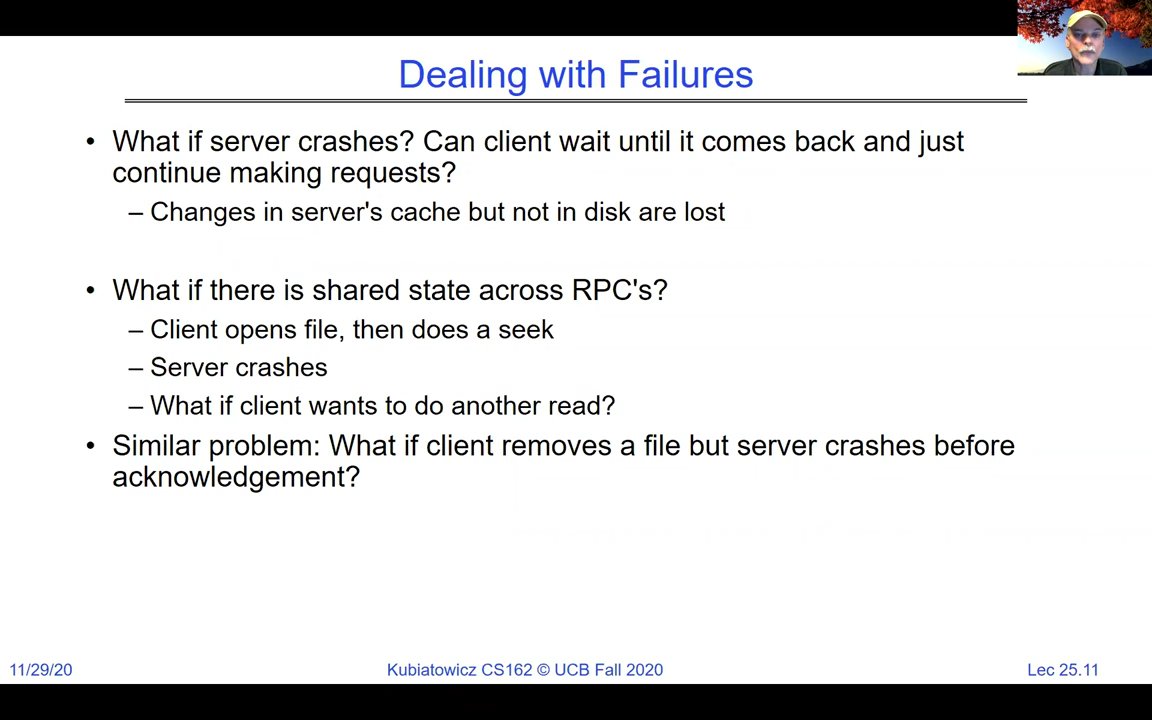 Dealing with Failures
• What if server crashes? Can client wait until it comes back and just
continue making requests?
– Changes in server's cache but not in disk are lost
• What if there is shared state across RPC's?
– Client opens file, then does a seek
– Server crashes
– What if client wants to do another read?
• Similar problem: What if client removes a file but server crashes before
acknowledgement?
11/29/20
Kubiatowicz CS162 © UCB Fall 2020
Lec 25.11